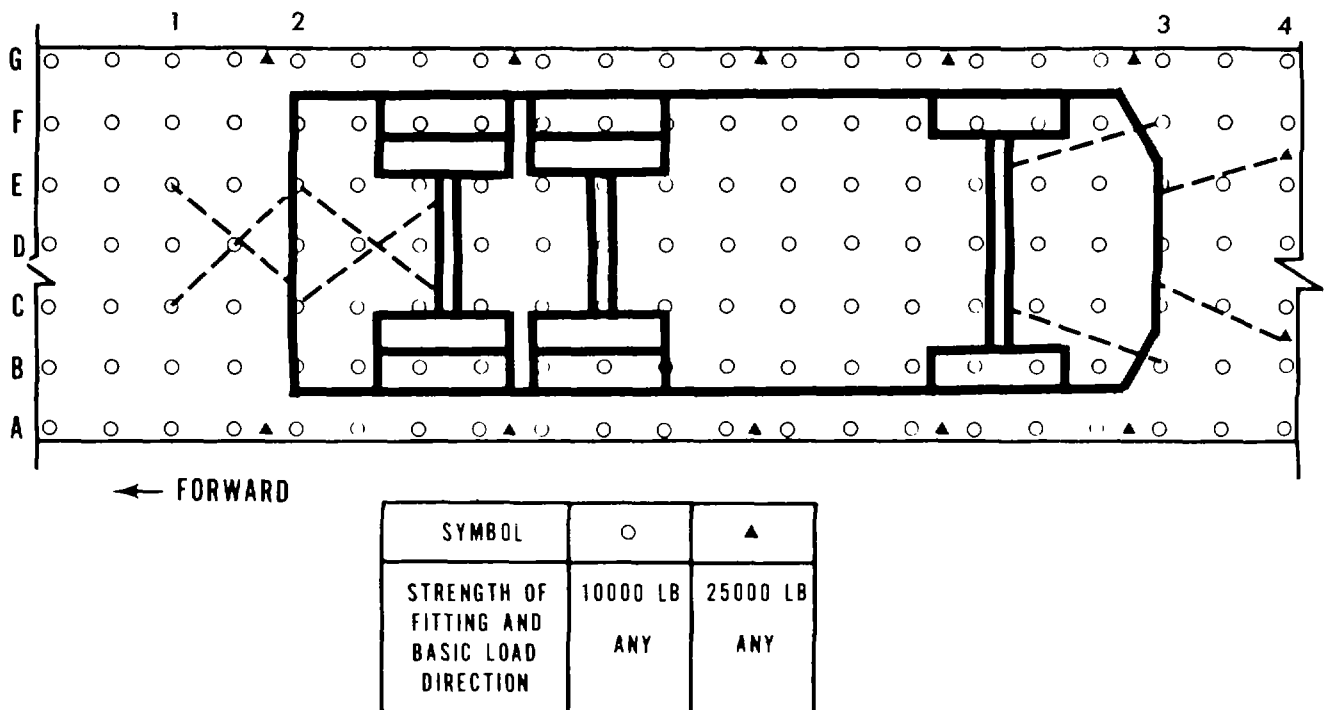 1 2 3 4
G
F
E
D
C
B
A
← FORWARD
SYMBOL ○ ▲
STRENGTH OF 10000 LB 25000 LB
FITTING AND
BASIC LOAD ANY ANY
DIRECTION